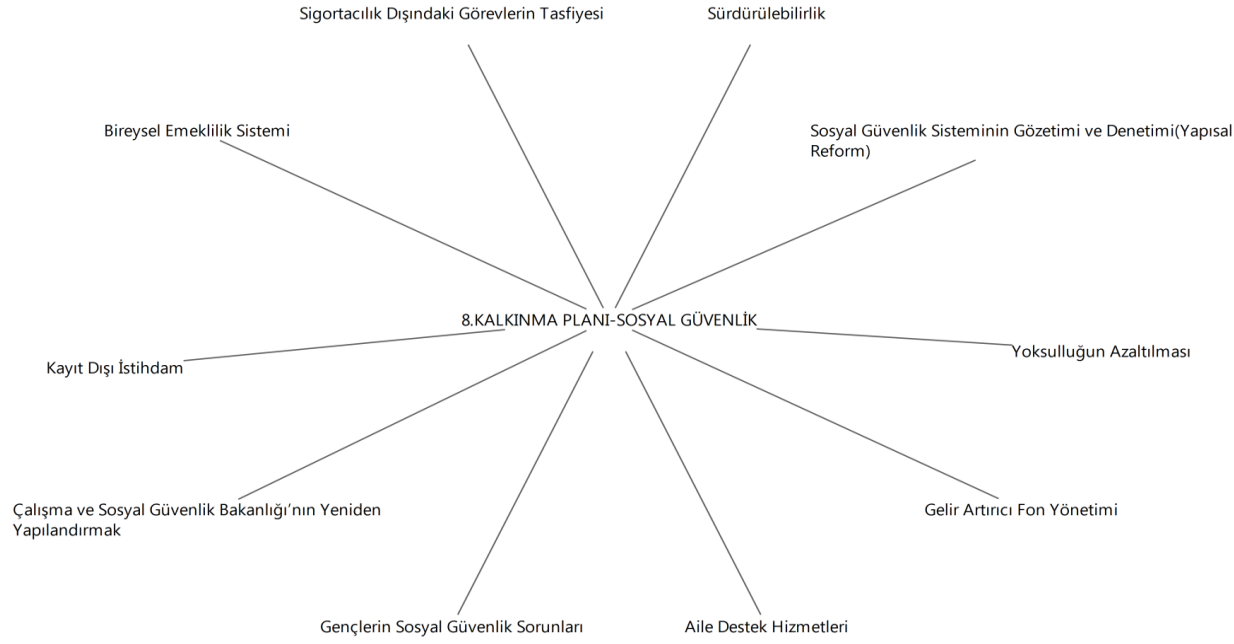 Sigortacılık Dışındaki Görevlerin Tasfiyesi
Sürdürülebilirlik
Bireysel Emeklilik Sistemi
Sosyal Güvenlik Sisteminin Gözetimi ve Denetimi(Yapısal
Reform)
8.KALKINMA PLANI-SOSYAL GÜVENLİK
Kayıt Dışı İstihdam
Yoksulluğun Azaltılması
Çalışma ve Sosyal Güvenlik Bakanlığı’nın Yeniden
Yapılandırmak
Gelir Artırıcı Fon Yönetimi
Gençlerin Sosyal Güvenlik Sorunları
Aile Destek Hizmetleri